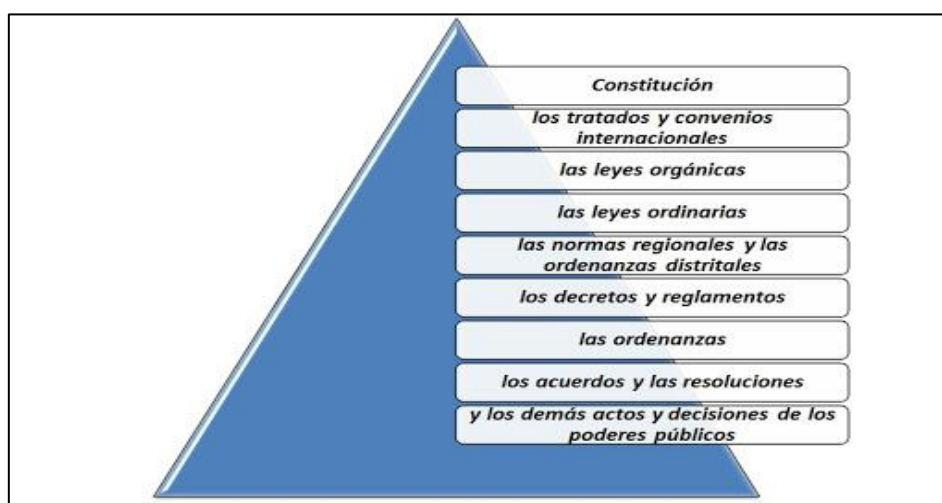 Constitución
los tratados y convenios
internacionales
las leyes orgánicas
las leyes ordinarias
las normas regionales y las
ordenanzas distritales
los decretos y reglamentos
las ordenanzas
los acuerdos y las resoluciones
y los demás actos y decisiones de los
poderes públicos